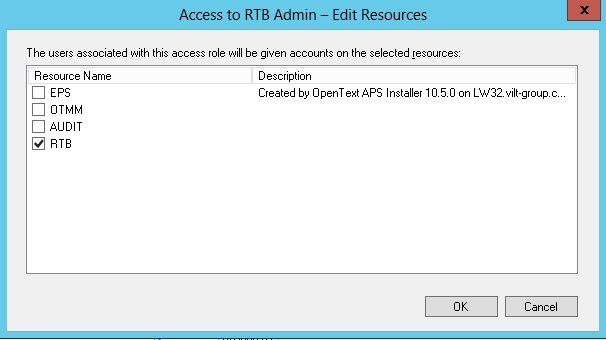 Access to RTB Admin – Edit Resources
x
The users associated with this access role will be given accounts on the selected resources:
Resource Name Description
EPS Created by OpenText APS Installer 10.5.0 on LW32.vilt-group.c...
OTMM
AUDIT
RTB
OK Cancel